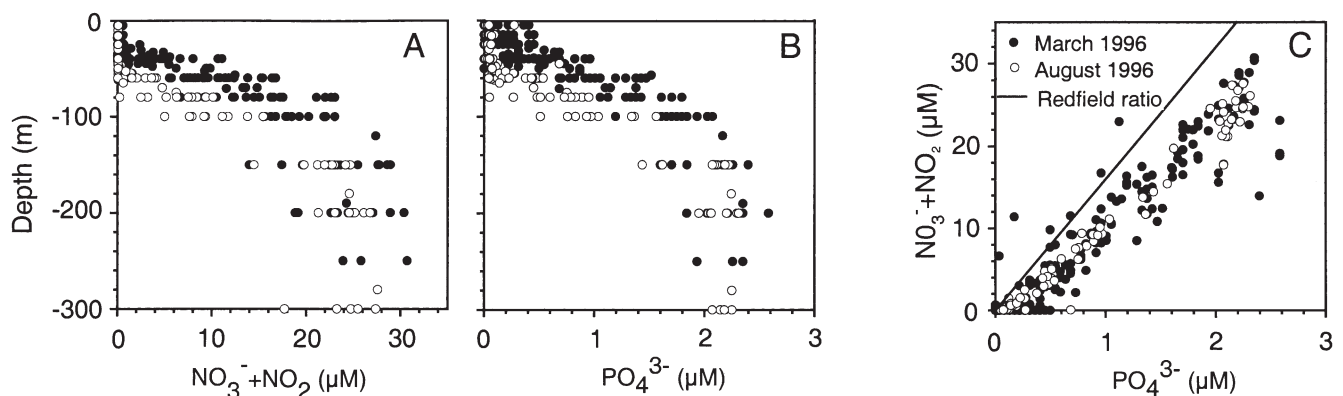 A
0
-100
-200
-300
Depth (m)
0 10 20 30
NO₃⁻+NO₂ (µM)
B
0 1 2 3
PO₄³⁻ (µM)
C
March 1996
August 1996
Redfield ratio
30
20
10
0
N0₃⁻+NO₂ (µM)
0 1 2 3
PO₄³⁻ (µM)